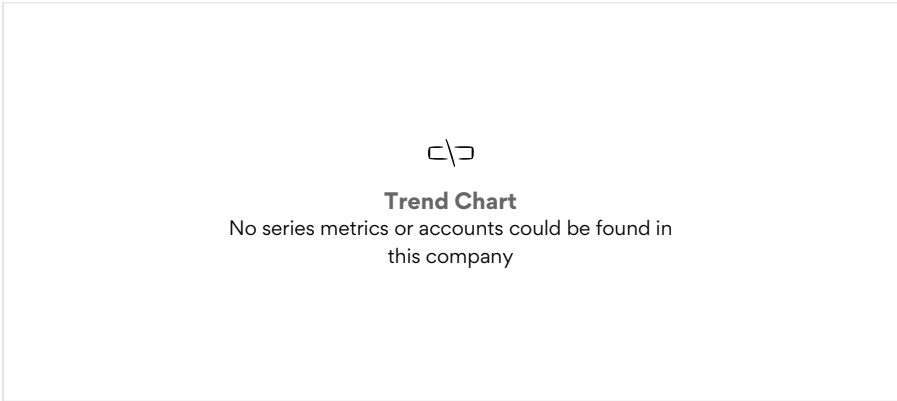 Trend Chart
No series metrics or accounts could be found in
this company